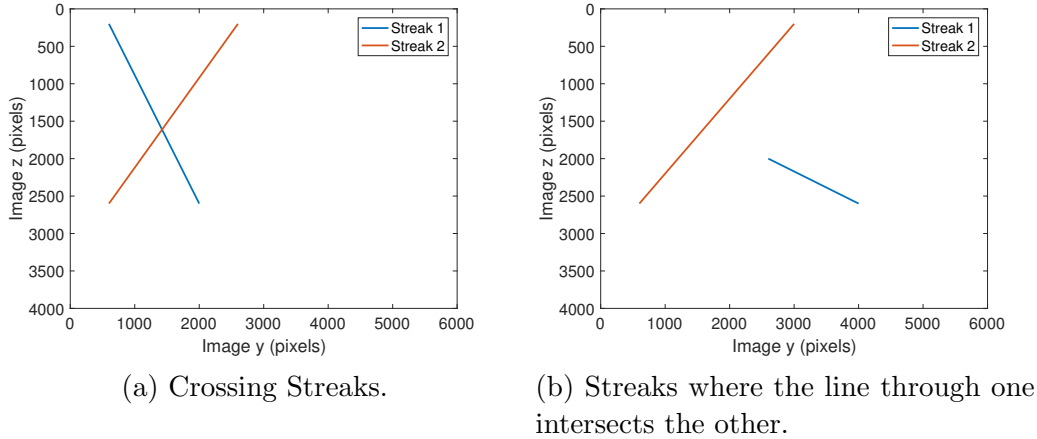 0
500
1000
1500
2000
2500
3000
3500
4000
0 1000 2000 3000 4000 5000 6000
Image y (pixels)
Image z (pixels)
Streak 1
Streak 2
(a) Crossing Streaks.
0
500
1000
1500
2000
2500
3000
3500
4000
0 1000 2000 3000 4000 5000 6000
Image y (pixels)
Image z (pixels)
Streak 1
Streak 2
(b) Streaks where the line through one
intersects the other.